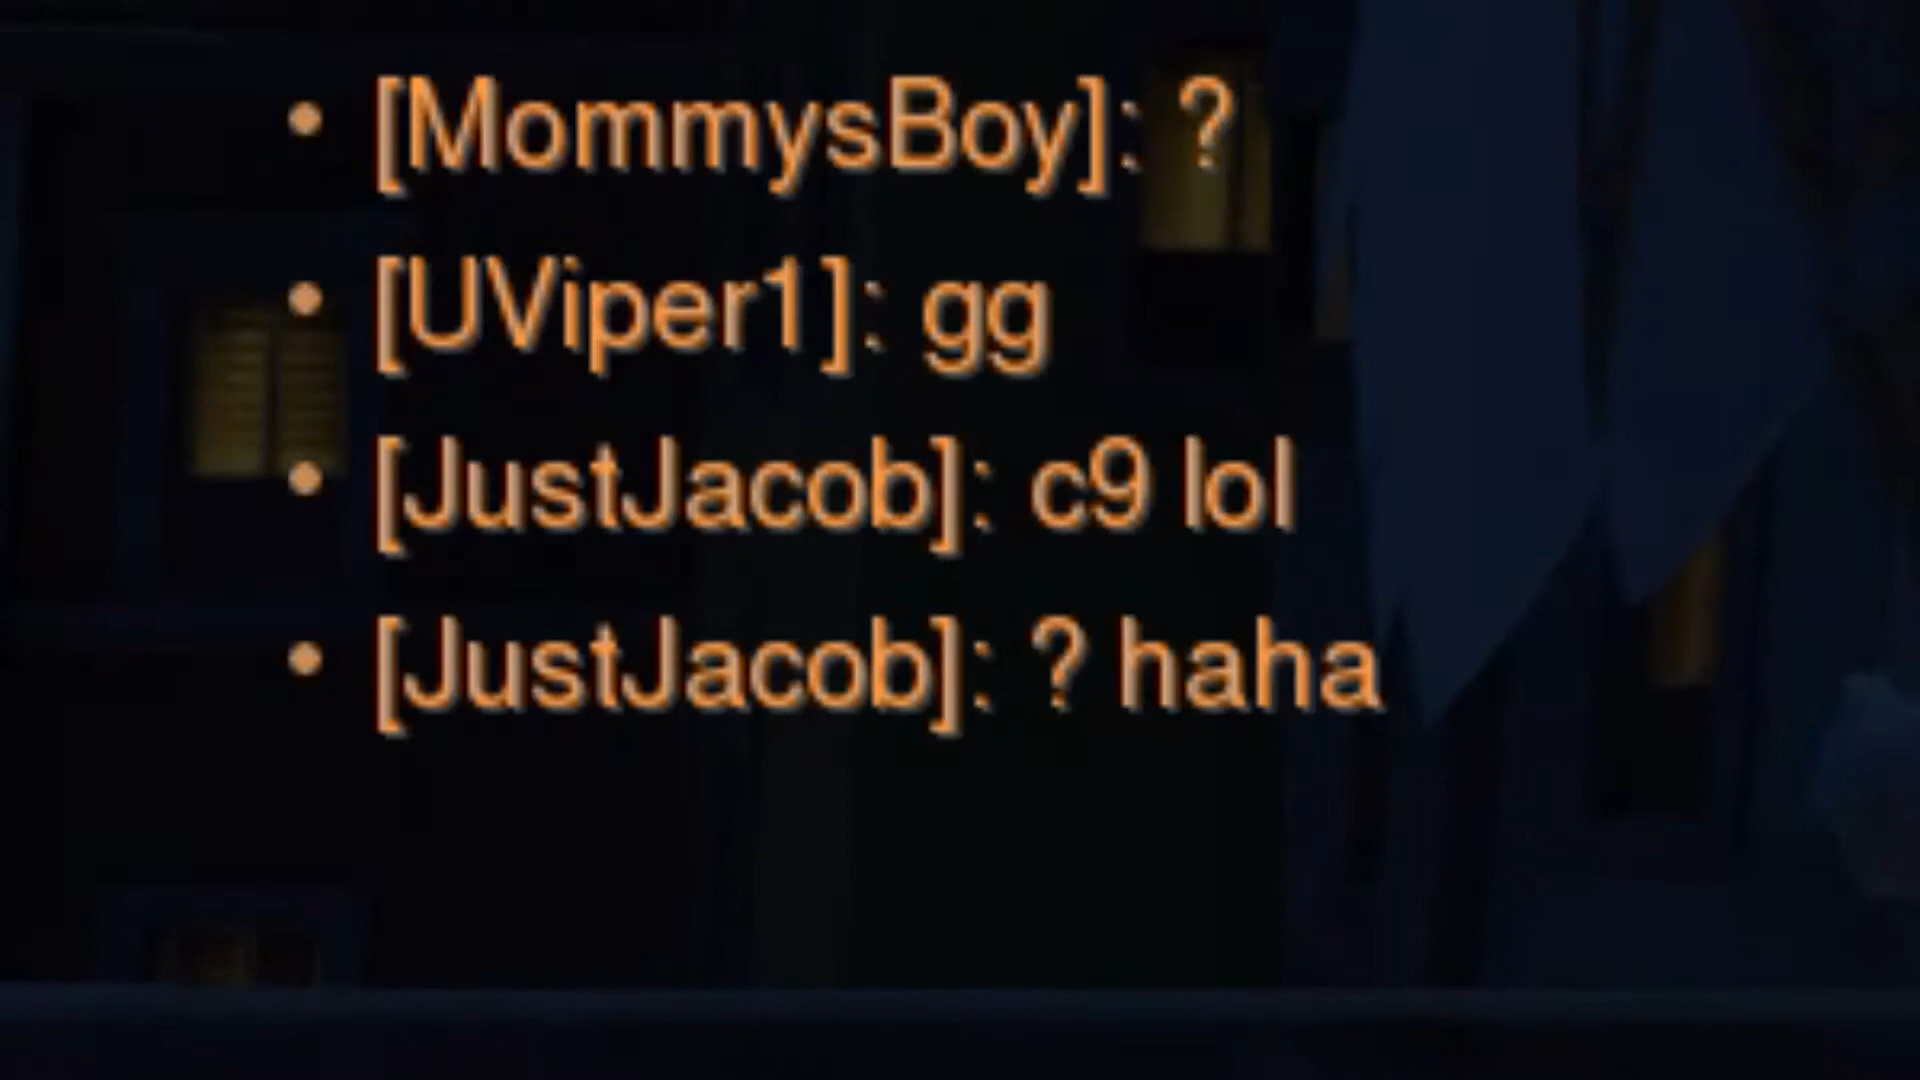 • [MommysBoy]: ?
• [UViper1]: gg
• [JustJacob]: c9 lol
• [JustJacob]: ? haha